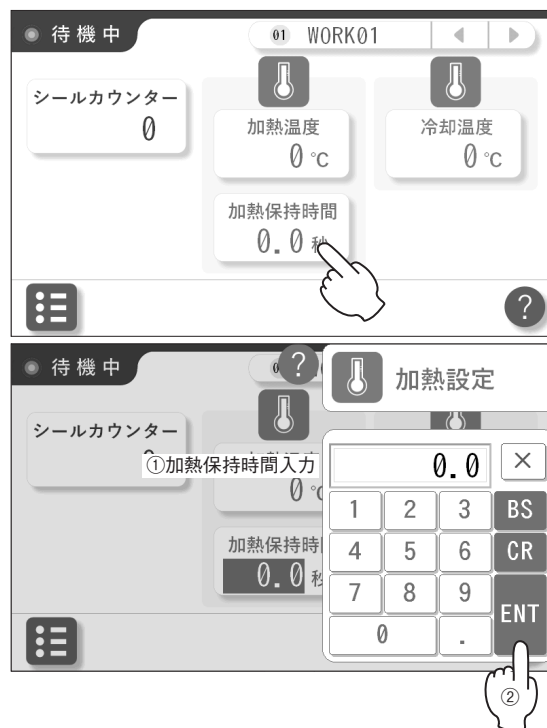 待機中
01 WORK01
シールカウンター
0
加熱温度
0 ℃
冷却温度
0 ℃
加熱保持時間
0.0 秒
?
待機中
?
加熱設定
シールカウンター
①加熱保持時間入力
0.0
×
0 ℃
1 2 3 BS
加熱保持時
4 5 6 CR
0.0 秒
7 8 9 ENT
0 .
②